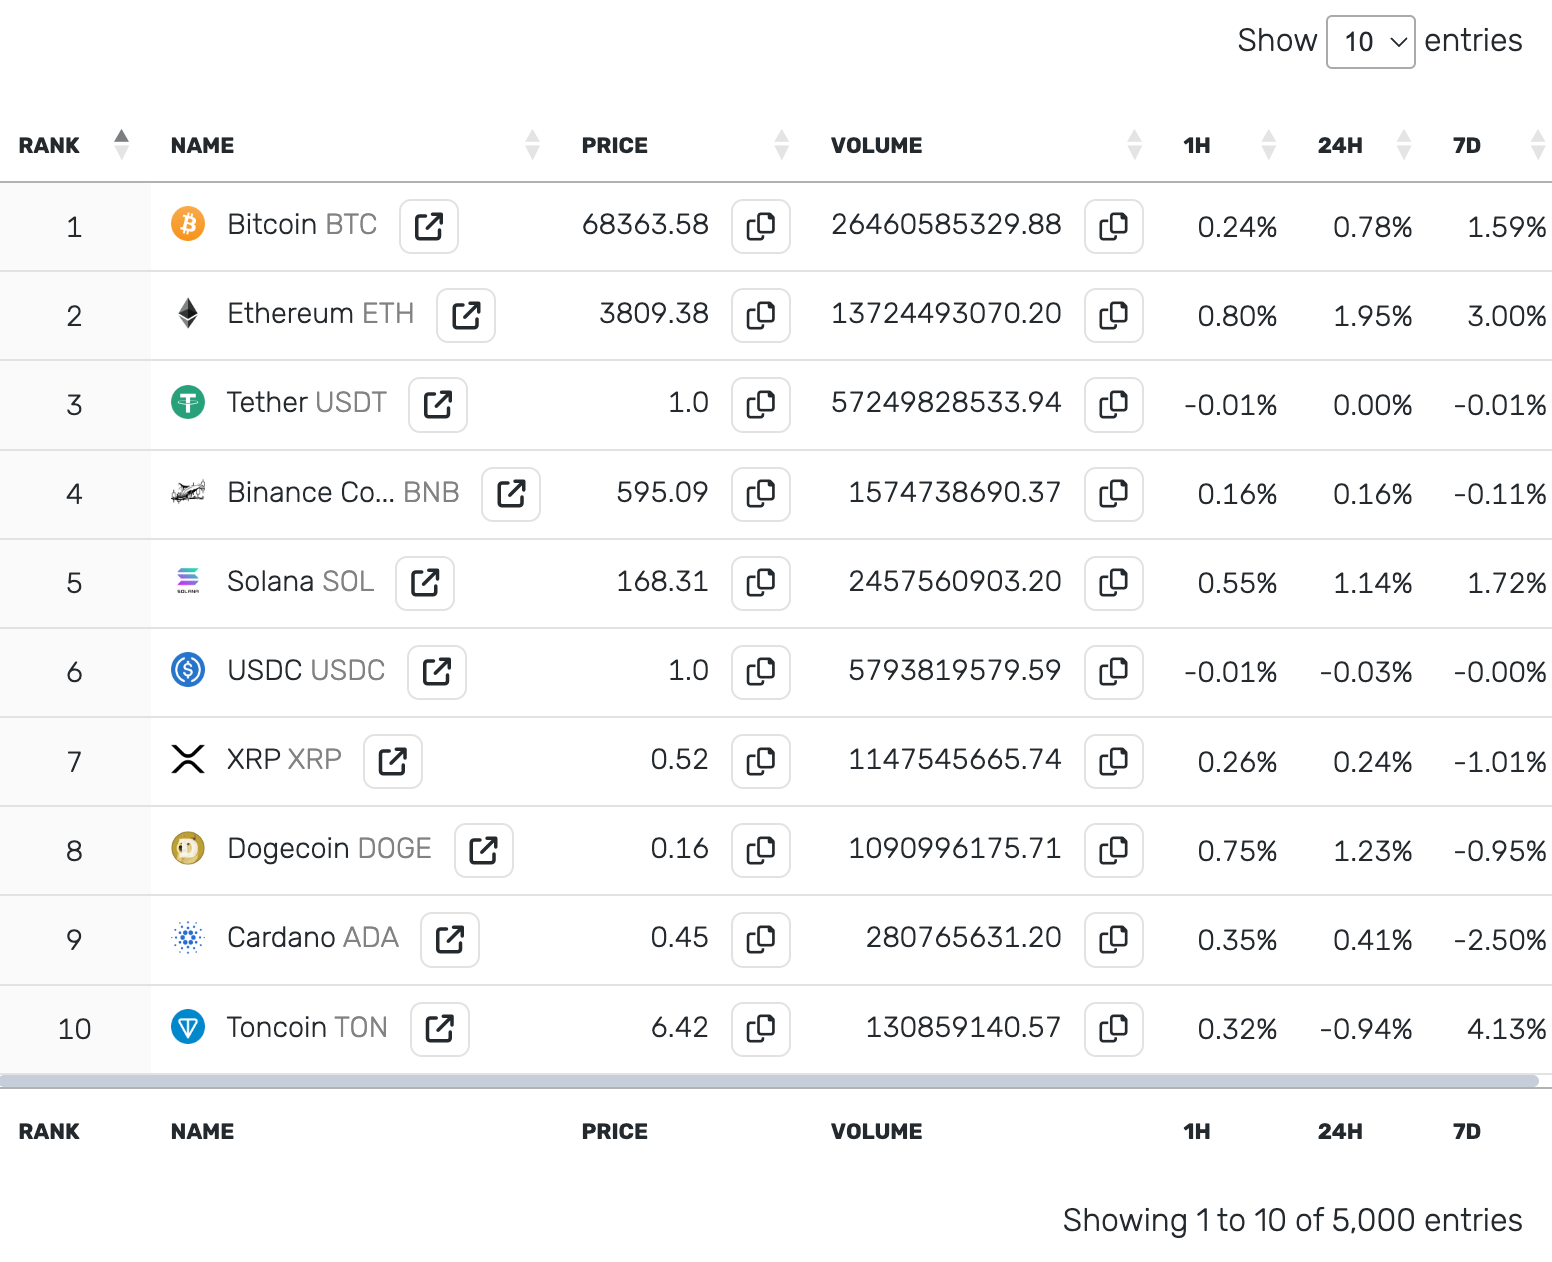 Show 10 entries
RANK NAME PRICE VOLUME 1H 24H 7D
1 Bitcoin BTC 68363.58 26460585329.88 0.24% 0.78% 1.59%
2 Ethereum ETH 3809.38 13724493070.20 0.80% 1.95% 3.00%
3 Tether USDT 1.0 57249828533.94 -0.01% 0.00% -0.01%
4 Binance Co... BNB 595.09 1574738690.37 0.16% 0.16% -0.11%
5 Solana SOL 168.31 2457560903.20 0.55% 1.14% 1.72%
SOLANA
6 USDC USDC 1.0 5793819579.59 -0.01% -0.03% -0.00%
7 XRP XRP 0.52 1147545665.74 0.26% 0.24% -1.01%
8 Dogecoin DOGE 0.16 1090996175.71 0.75% 1.23% -0.95%
9 Cardano ADA 0.45 280765631.20 0.35% 0.41% -2.50%
10 Toncoin TON 6.42 130859140.57 0.32% -0.94% 4.13%
RANK NAME PRICE VOLUME 1H 24H 7D
Showing 1 to 10 of 5,000 entries